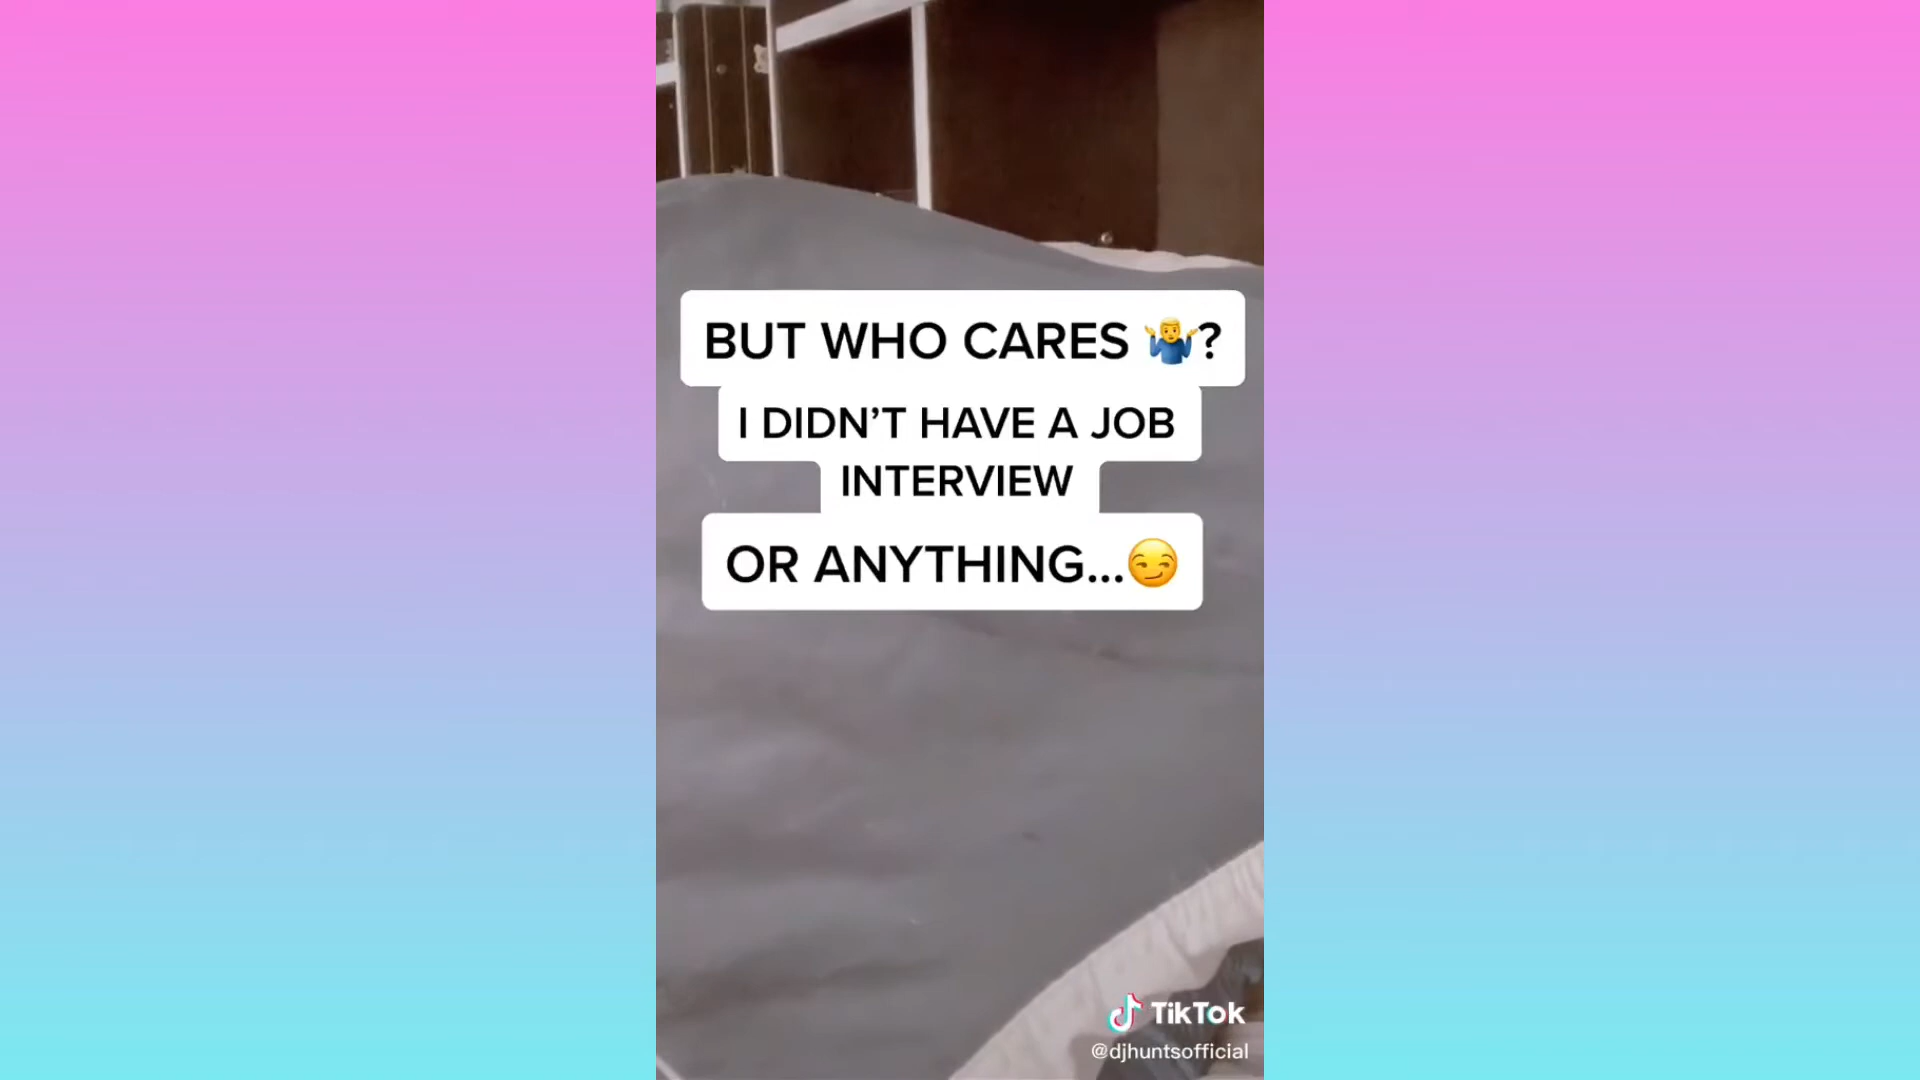 BUT WHO CARES 🤷‍♂️?
I DIDN’T HAVE A JOB
INTERVIEW
OR ANYTHING...😏
TikTok
@djhuntsofficial